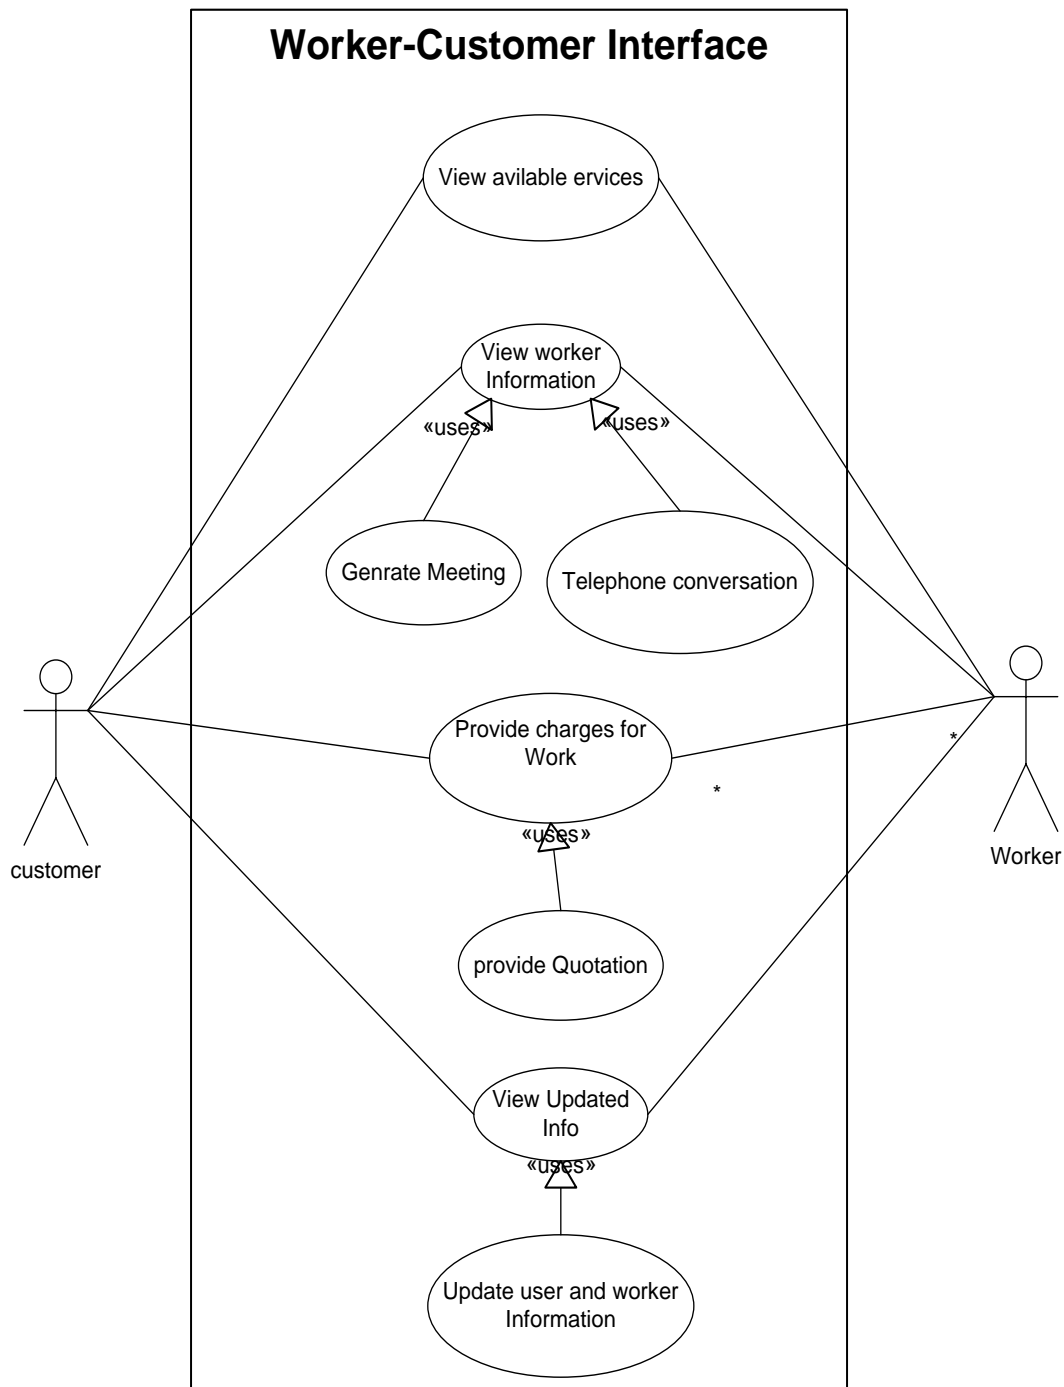 Worker-Customer Interface
View avilable ervices
View worker
Information
«uses»
«uses»
Genrate Meeting
Telephone conversation
Provide charges for
Work
*
*
«uses»
customer
Worker
provide Quotation
View Updated
Info
«uses»
Update user and worker
Information